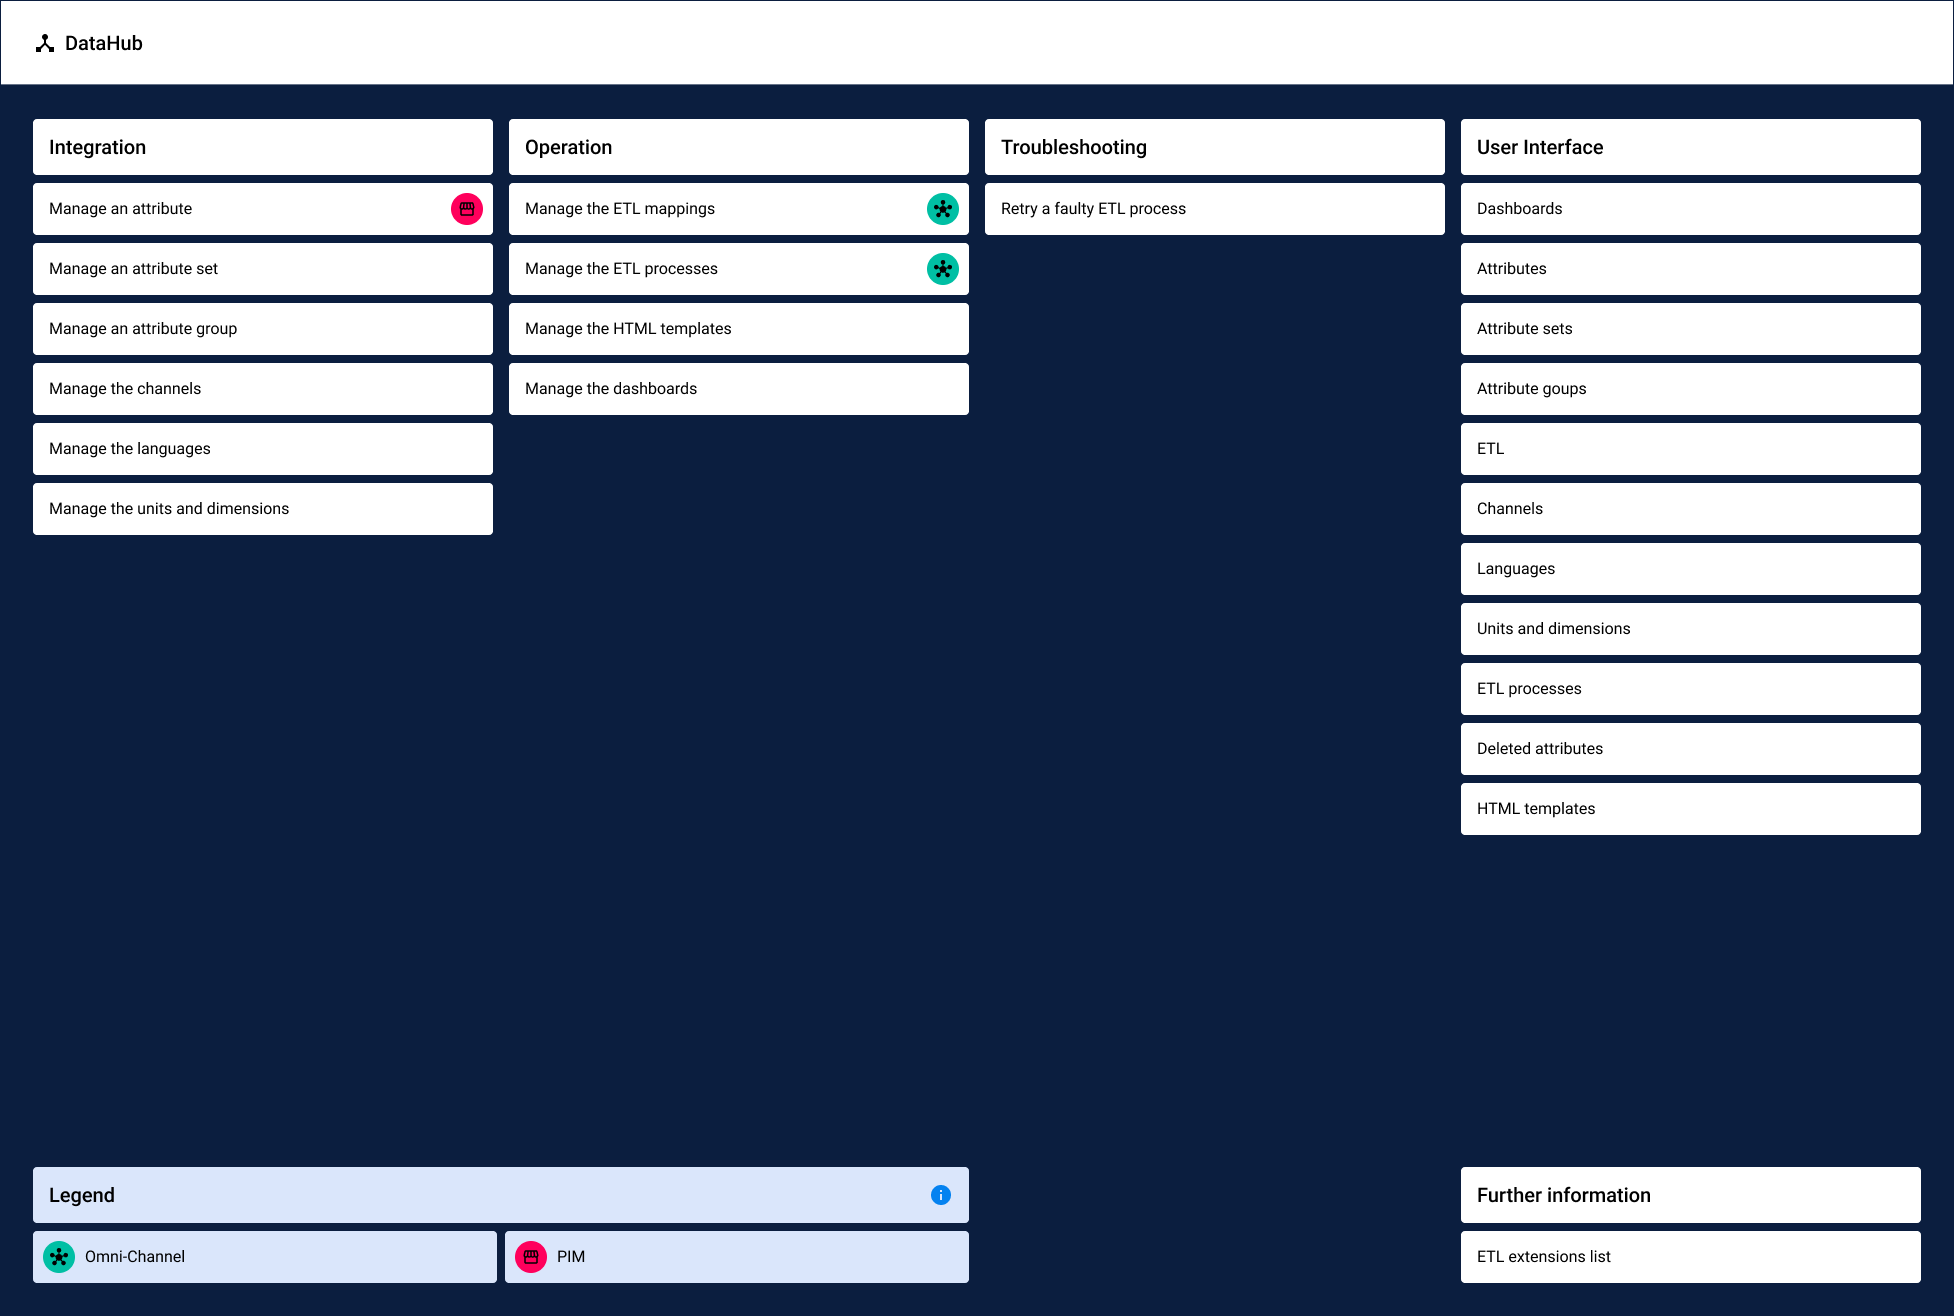 DataHub
Integration
Manage an attribute
Manage an attribute set
Manage an attribute group
Manage the channels
Manage the languages
Manage the units and dimensions
Operation
Manage the ETL mappings
Manage the ETL processes
Manage the HTML templates
Manage the dashboards
Troubleshooting
Retry a faulty ETL process
User Interface
Dashboards
Attributes
Attribute sets
Attribute goups
ETL
Channels
Languages
Units and dimensions
ETL processes
Deleted attributes
HTML templates
Legend
Omni-Channel
PIM
Further information
ETL extensions list